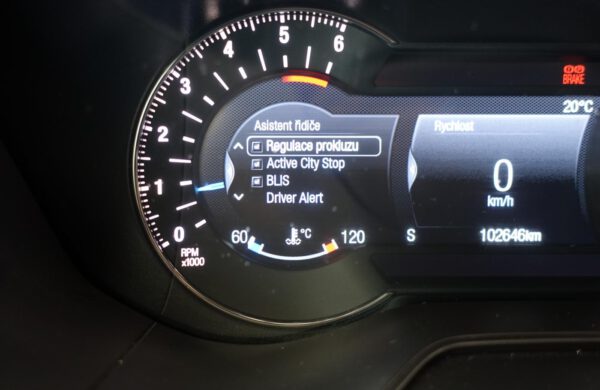 4 5 6
3
2
1
0
RPM
x1000
BRAKE
20°C
Asistent řidiče
Regulace prokluzu
Active City Stop
BLIS
Driver Alert
60 °C 120
Rychlost
0
km/h
S 102646km